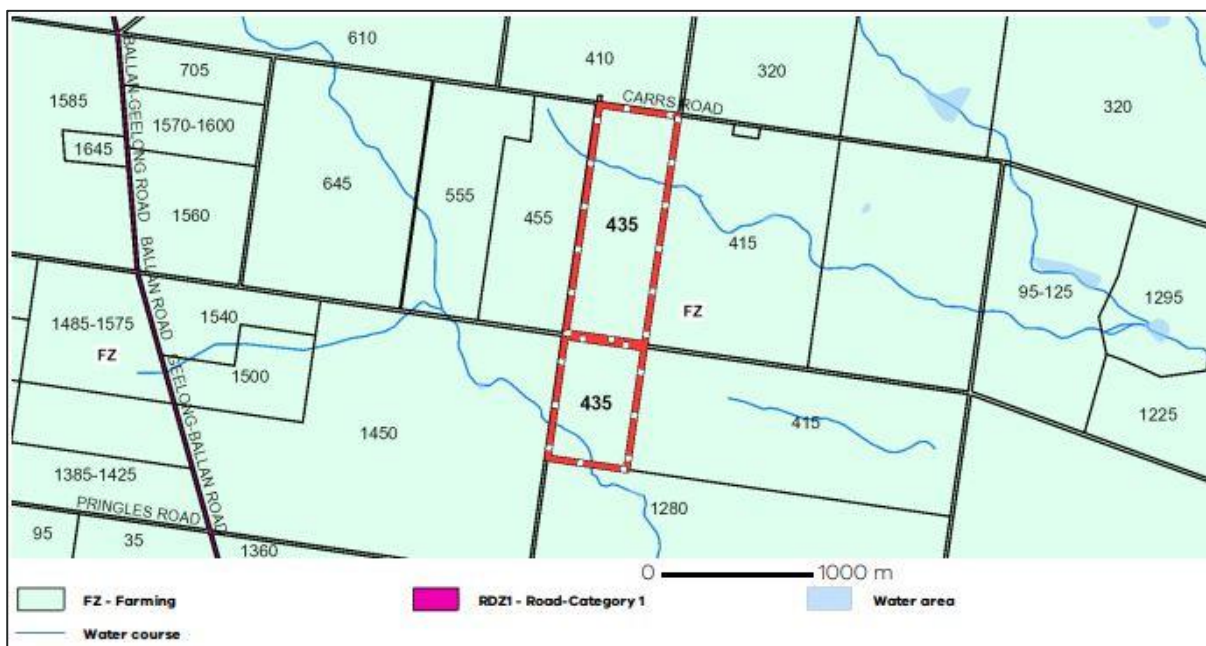 610
410
320
320
705
1585
1570-1600
1645
645
555
455
435
415
1560
CARRS ROAD
BALLAN-GEELONG ROAD
BALLAN ROAD
GEELONG-BALLAN ROAD
FZ
95-125
1295
1485-1575
FZ
1540
1500
1450
435
415
1225
1385-1425
1280
PRINGLES ROAD
95
35
1360
0 1000 m
FZ - Farming
RDZ1 - Road-Category 1
Water area
Water course